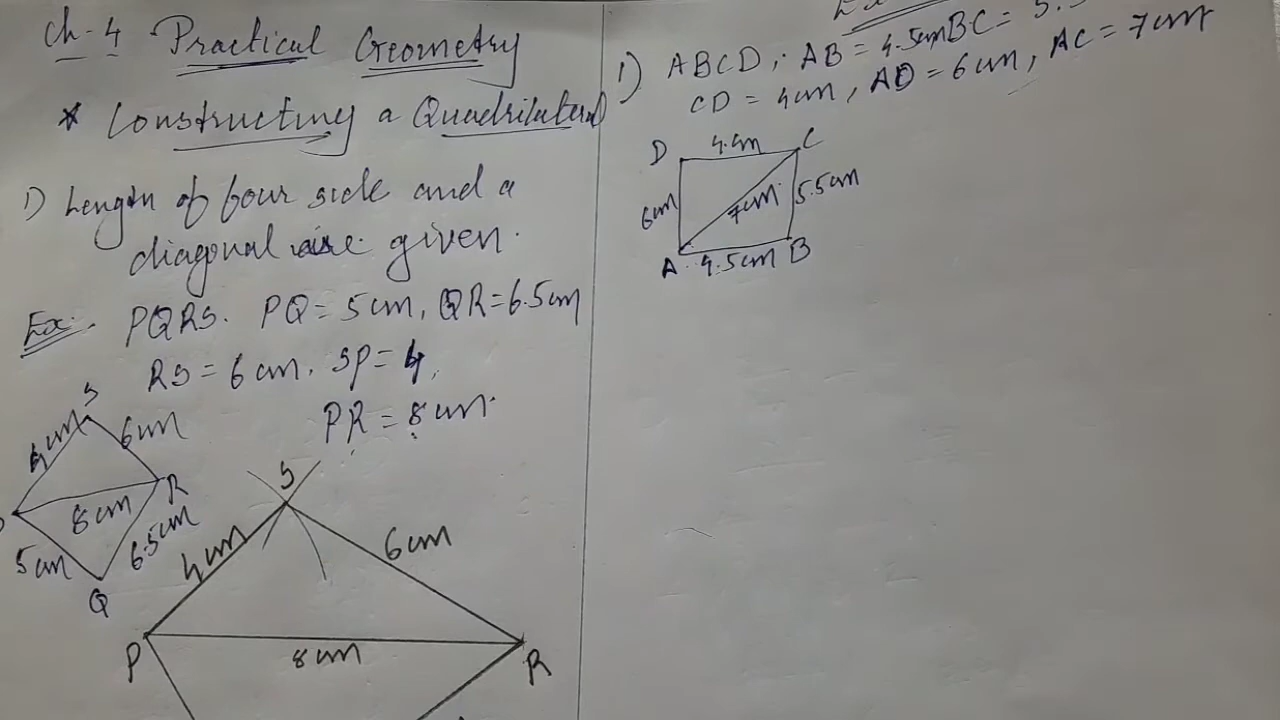 Ch-4 Practical Geometry
* Constructing a Quadrilateral
1) Length of four side and a
diagonal are given.
Ex:. PQRS. PQ = 5cm, QR = 6.5cm
RS = 6cm. SP = 4,
PR = 8cm.
S
4cm
6cm
R
8cm
5cm
6.5cm
Q
S
4cm
6cm
P
8cm
R
1) ABCD, AB = 4.5cm BC = 5.5
CD = 4cm, AD = 6cm, AC = 7cm
D
4cm
C
6cm
7cm
5.5cm
A
4.5cm
B